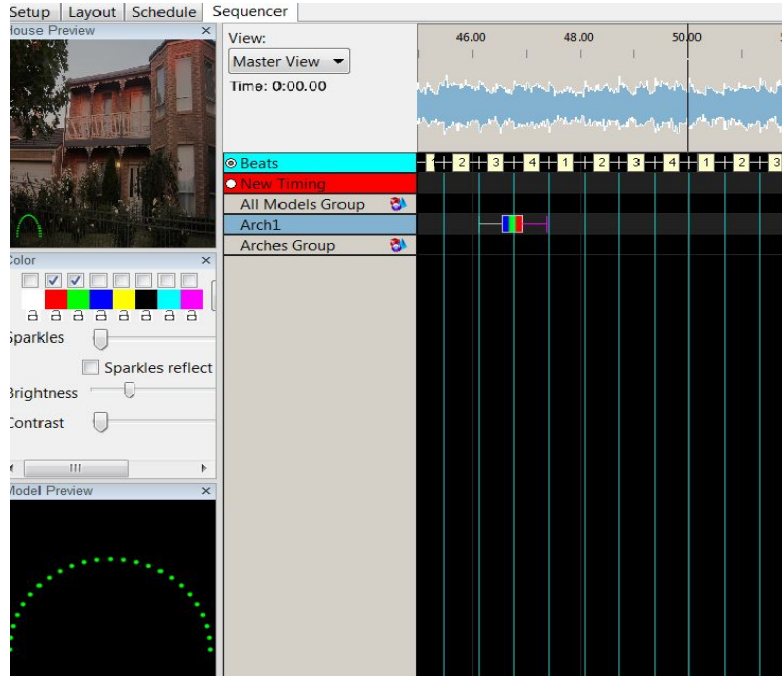 Setup Layout Schedule Sequencer
House Preview
View:
Master View
Time: 0:00.00
46.00 48.00 50.00
Beats
1 2 3 4 1 2 3 4 1 2 3
New Timing
All Models Group
Arch1
Arches Group
Color
Sparkles
Sparkles reflect
Brightness
Contrast
Model Preview